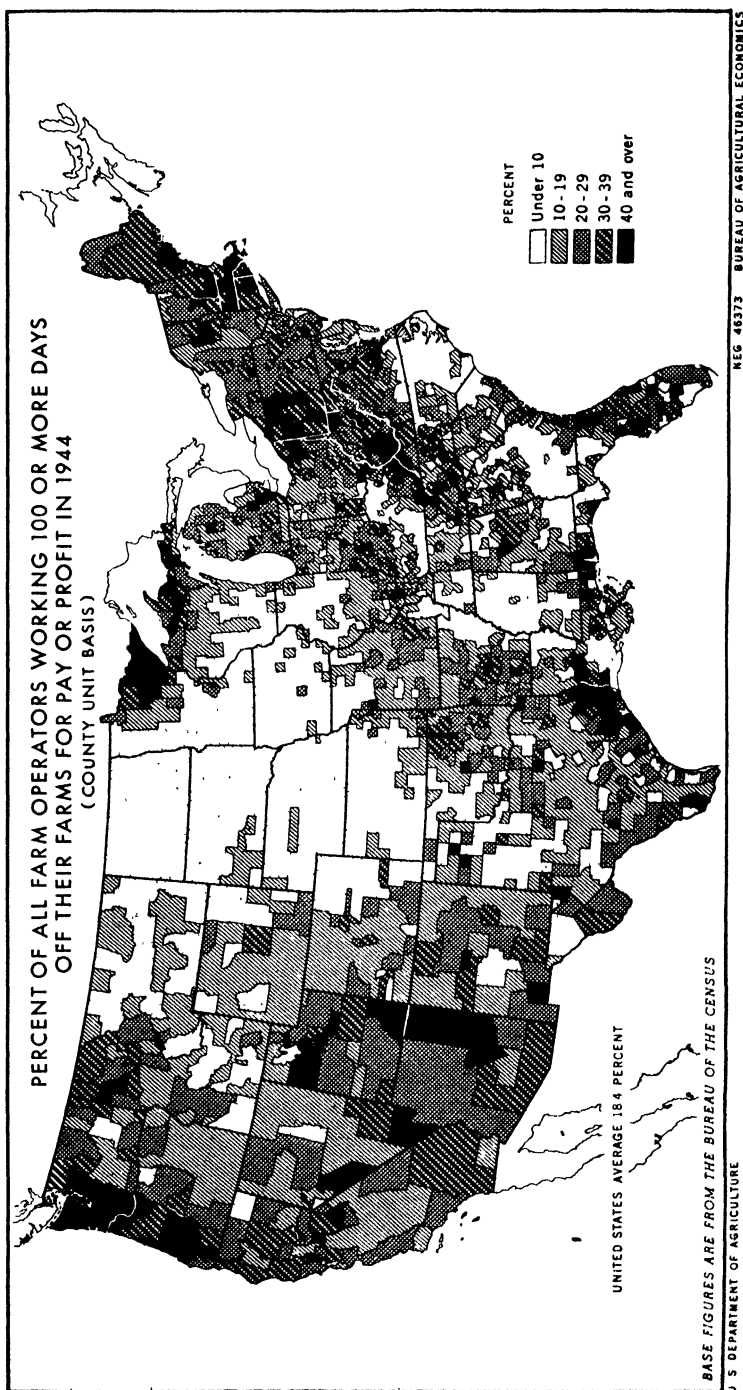 PERCENT OF ALL FARM OPERATORS WORKING 100 OR MORE DAYS
OFF THEIR FARMS FOR PAY OR PROFIT IN 1944
(COUNTY UNIT BASIS)
PERCENT
Under 10
10-19
20-29
30-39
40 and over
UNITED STATES AVERAGE 18 4 PERCENT
BASE FIGURES ARE FROM THE BUREAU OF THE CENSUS
U S DEPARTMENT OF AGRICULTURE
NEG 46373 BUREAU OF AGRICULTURAL ECONOMICS